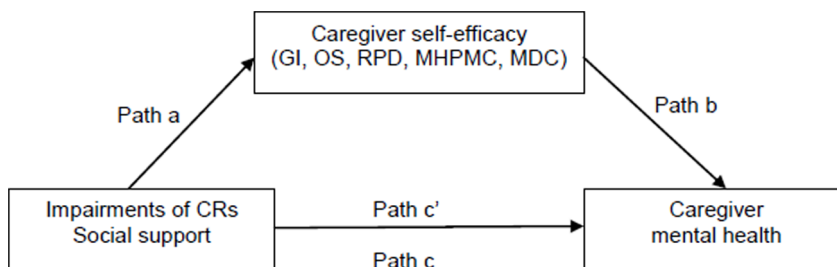 Caregiver self-efficacy
(GI, OS, RPD, MHPMC, MDC)
Path a
Path b
Impairments of CRs
Social support
Path c’
Caregiver
mental health
Path c